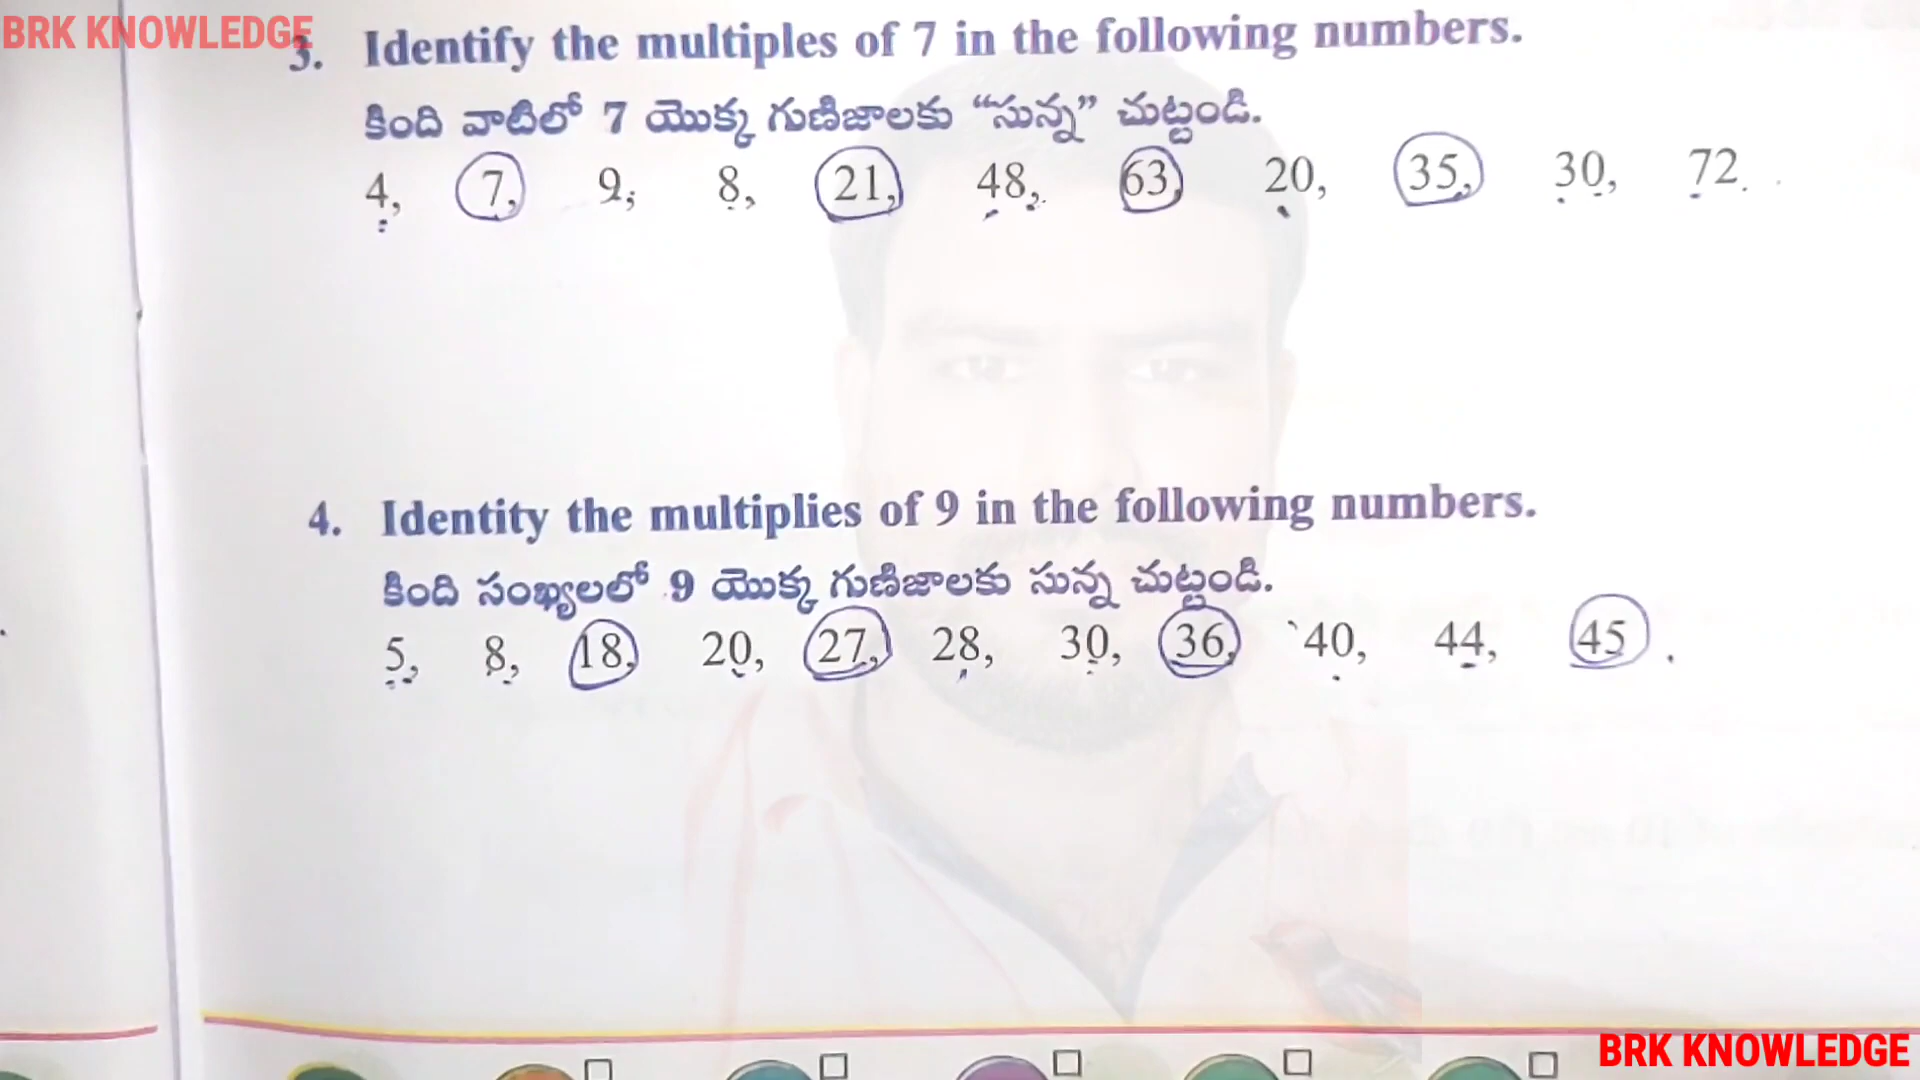 BRK KNOWLEDGE
3. Identify the multiples of 7 in the following numbers.
కింది వాటిలో 7 యొక్క గుణిజాలకు “సున్న” చుట్టండి.
4, 7, 9, 8, 21, 48, 63, 20, 35, 30, 72.
4. Identity the multiplies of 9 in the following numbers.
కింది సంఖ్యలలో 9 యొక్క గుణిజాలకు సున్న చుట్టండి.
5, 8, 18, 20, 27, 28, 30, 36, 40, 44, 45.
BRK KNOWLEDGE